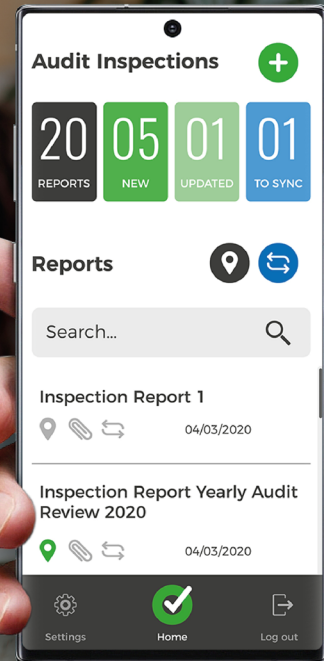 Audit Inspections
20
REPORTS
05
NEW
01
UPDATED
01
TO SYNC
Reports
Search...
Inspection Report 1
04/03/2020
Inspection Report Yearly Audit
Review 2020
04/03/2020
Settings
Home
Log out